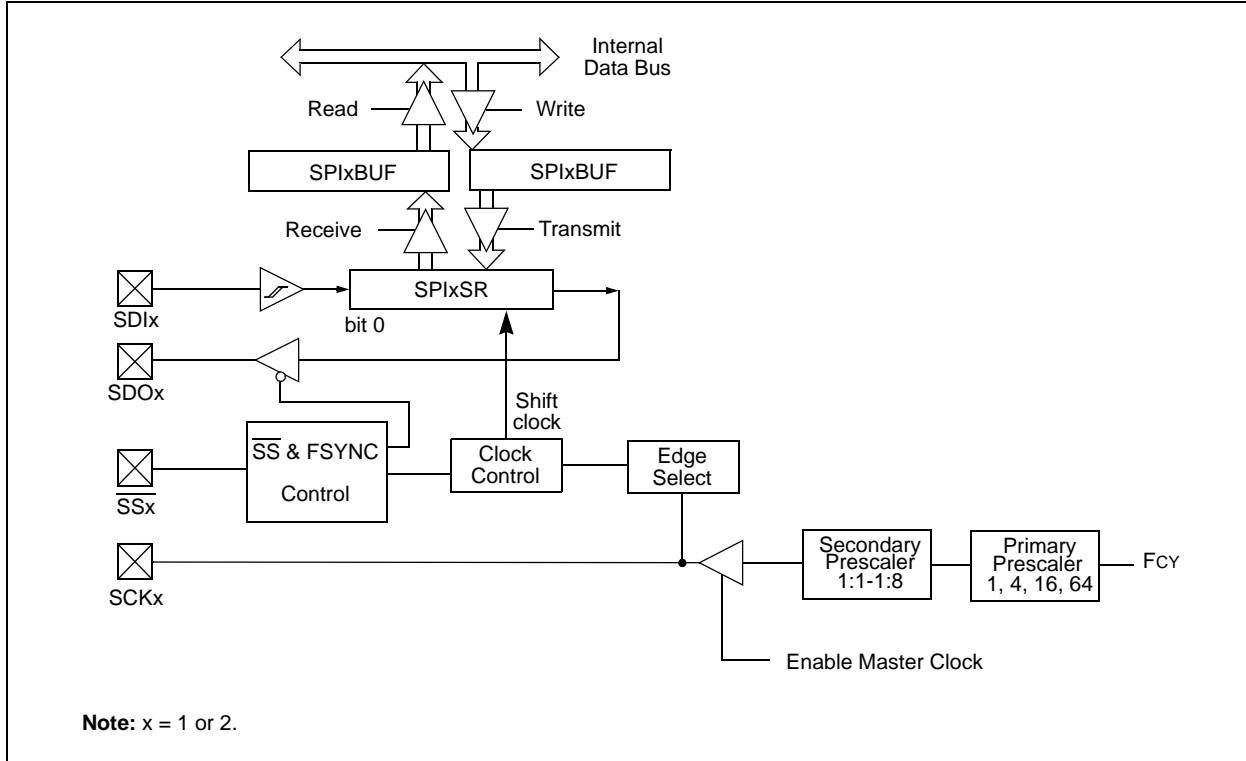 Internal
Data Bus
Read
Write
SPIxBUF
SPIxBUF
Receive
Transmit
SPIxSR
SDIx
bit 0
SDOx
Shift
clock
SS & FSYNC
Control
Clock
Control
Edge
Select
SSx
Secondary
Prescaler
1:1-1:8
Primary
Prescaler
1, 4, 16, 64
FCY
SCKx
Enable Master Clock
Note: x = 1 or 2.